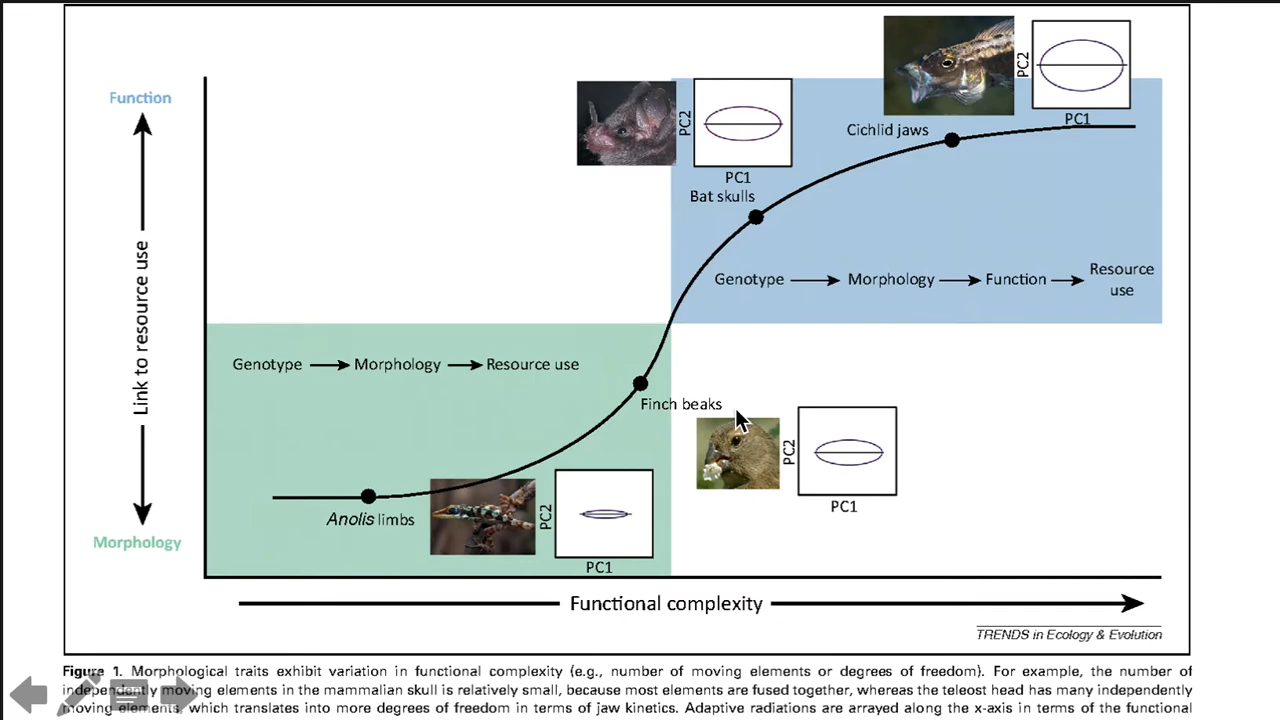 Function
Link to resource use
Morphology
PC2
PC1
Cichlid jaws
PC2
PC1
Bat skulls
Genotype → Morphology → Function → Resource
use
Genotype → Morphology → Resource use
Finch beaks
PC2
PC1
Anolis limbs
PC2
PC1
Functional complexity
TRENDS in Ecology & Evolution
Figure 1. Morphological traits exhibit variation in functional complexity (e.g., number of moving elements or degrees of freedom). For example, the number of
independently moving elements in the mammalian skull is relatively small, because most elements are fused together, whereas the teleost head has many independently
moving elements, which translates into more degrees of freedom in terms of jaw kinetics. Adaptive radiations are arrayed along the x-axis in terms of the functional